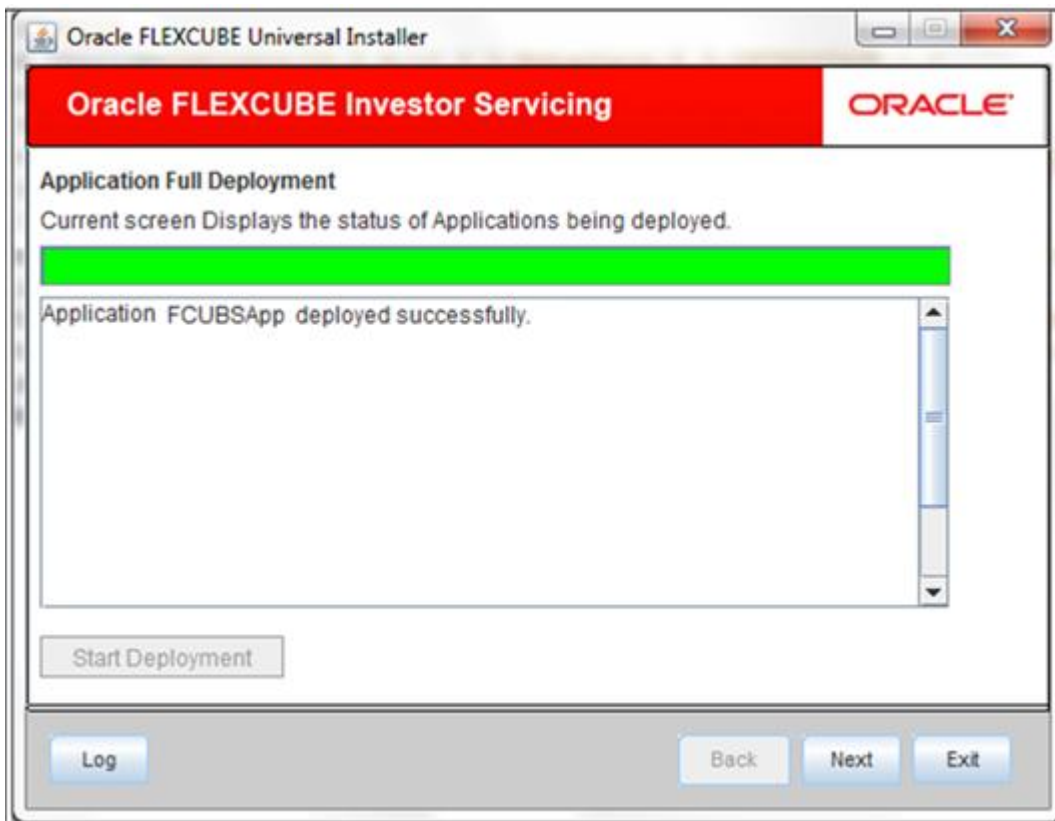 Oracle FLEXCUBE Universal Installer
Oracle FLEXCUBE Investor Servicing
ORACLE
Application Full Deployment
Current screen Displays the status of Applications being deployed.
Application FCUBSApp deployed successfully.
Start Deployment
Log
Back
Next
Exit